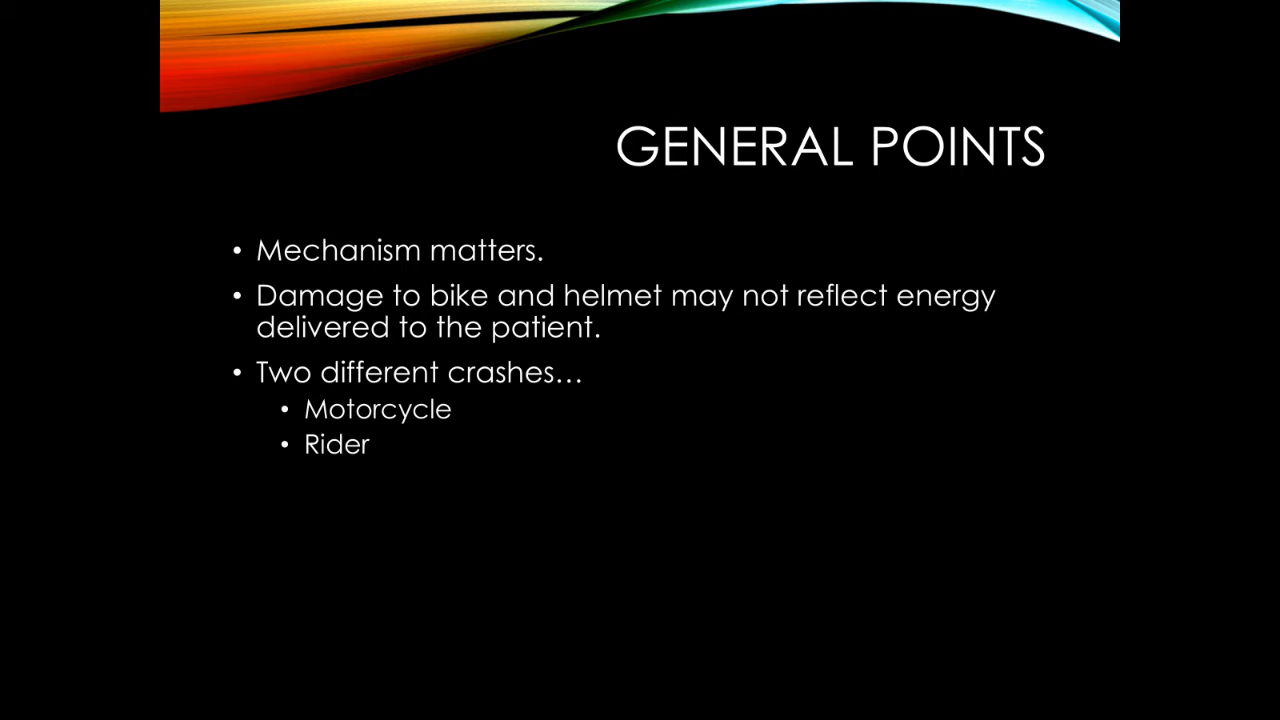 GENERAL POINTS
• Mechanism matters.
• Damage to bike and helmet may not reflect energy
delivered to the patient.
• Two different crashes…
• Motorcycle
• Rider